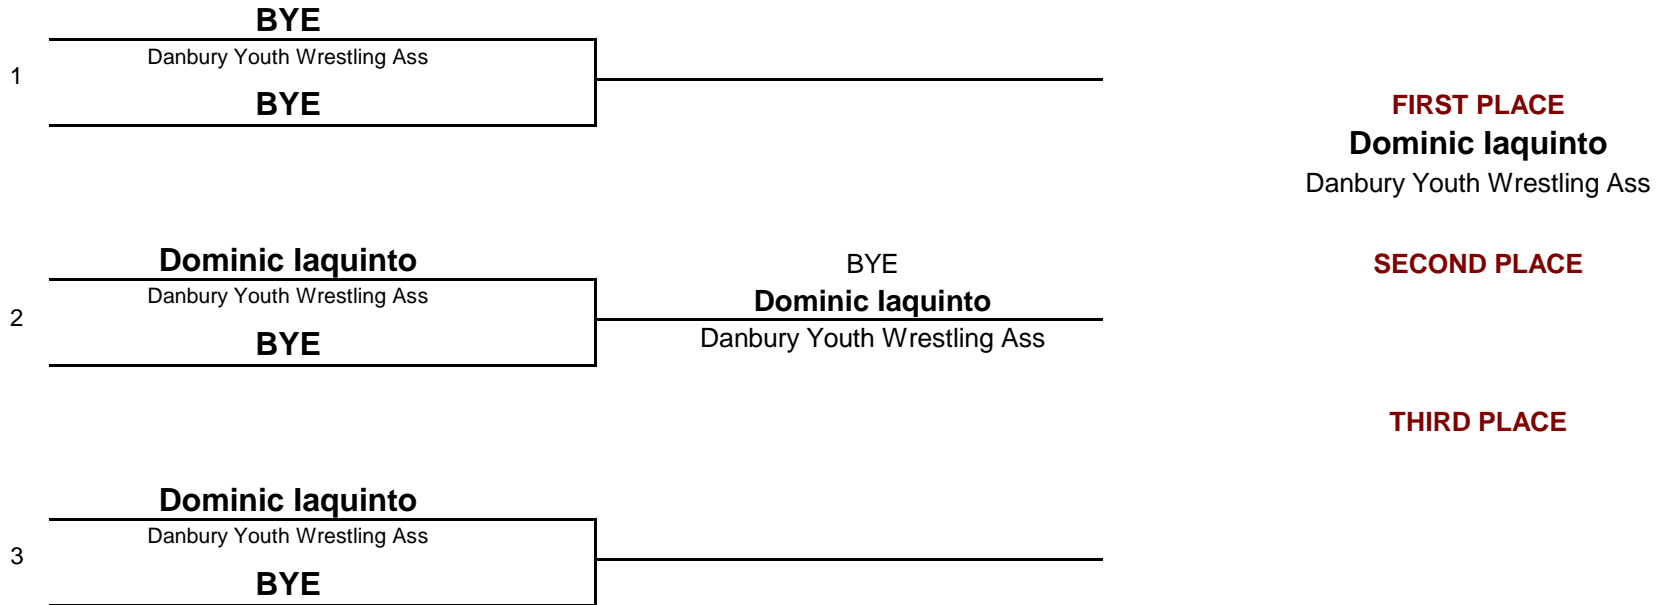 BYE
Danbury Youth Wrestling Ass
1
BYE
FIRST PLACE
Dominic Iaquinto
Danbury Youth Wrestling Ass
Dominic Iaquinto
Danbury Youth Wrestling Ass
2
BYE
BYE
Dominic Iaquinto
Danbury Youth Wrestling Ass
SECOND PLACE
THIRD PLACE
Dominic Iaquinto
Danbury Youth Wrestling Ass
3
BYE